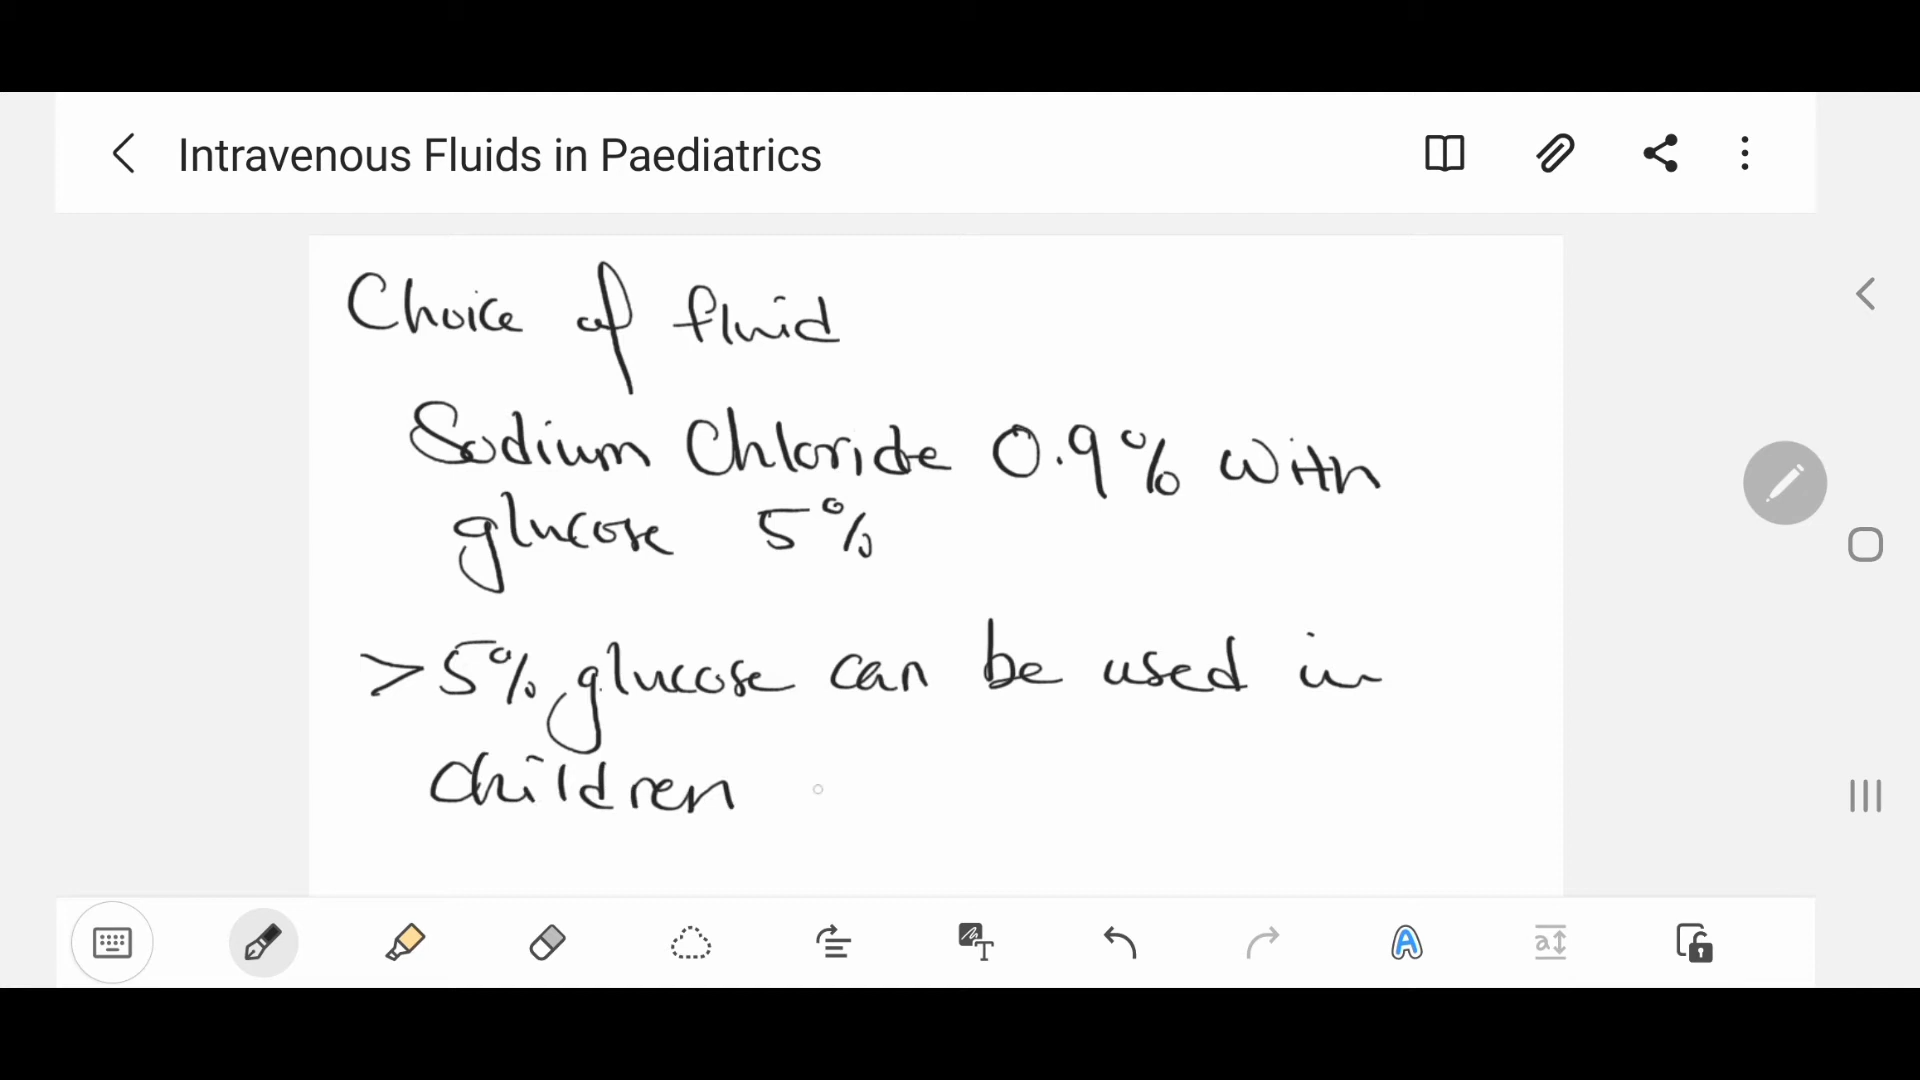 Intravenous Fluids in Paediatrics
Choice of fluid
Sodium Chloride 0.9% with
glucose 5%
>5% glucose can be used in
children